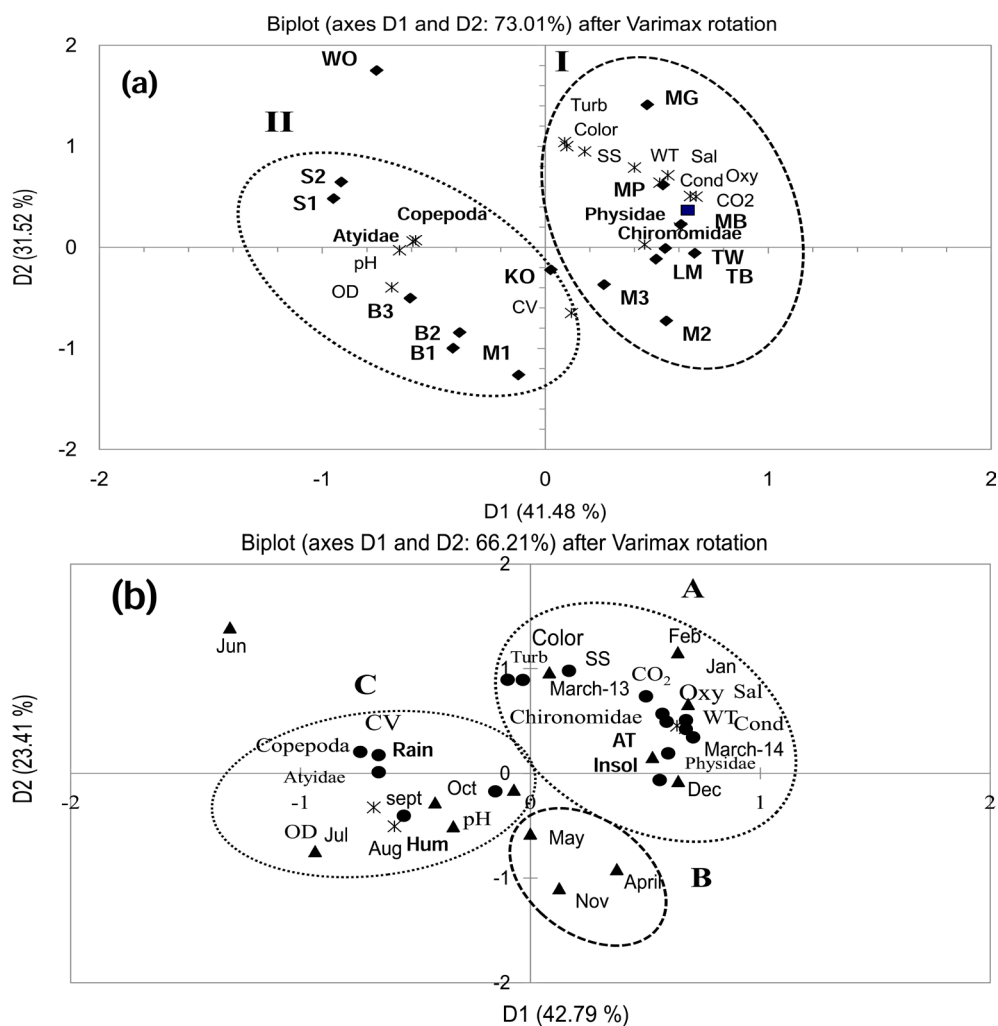 Biplot (axes D1 and D2: 73.01%) after Varimax rotation
2
(a)
WO
I
MG
Turb
II
1
Color
SS
WT
Sal
S2
MP
Cond
Oxy
S1
CO2
Copepoda
Physidae
MB
Atyidae
Chironomidae
0
pH
KO
TW
OD
LM
TB
B3
CV
M3
B2
M2
-1
B1
M1
-2
-2
-1
0
1
2
D2 (31.52 %)
D1 (41.48 %)
Biplot (axes D1 and D2: 66.21%) after Varimax rotation
2
(b)
A
Jun
Color
Feb
Turb
SS
Jan
1
March-13
CO2
C
Oxy
Sal
CV
Chironomidae
WT
Cond
Copepoda
Rain
AT
March-14
Atyidae
Insol
Physidae
-2
-1
0
1
2
sept
Oct
Dec
OD
Jul
pH
Aug
Hum
May
-1
April
B
Nov
-2
D2 (23.41 %)
D1 (42.79 %)